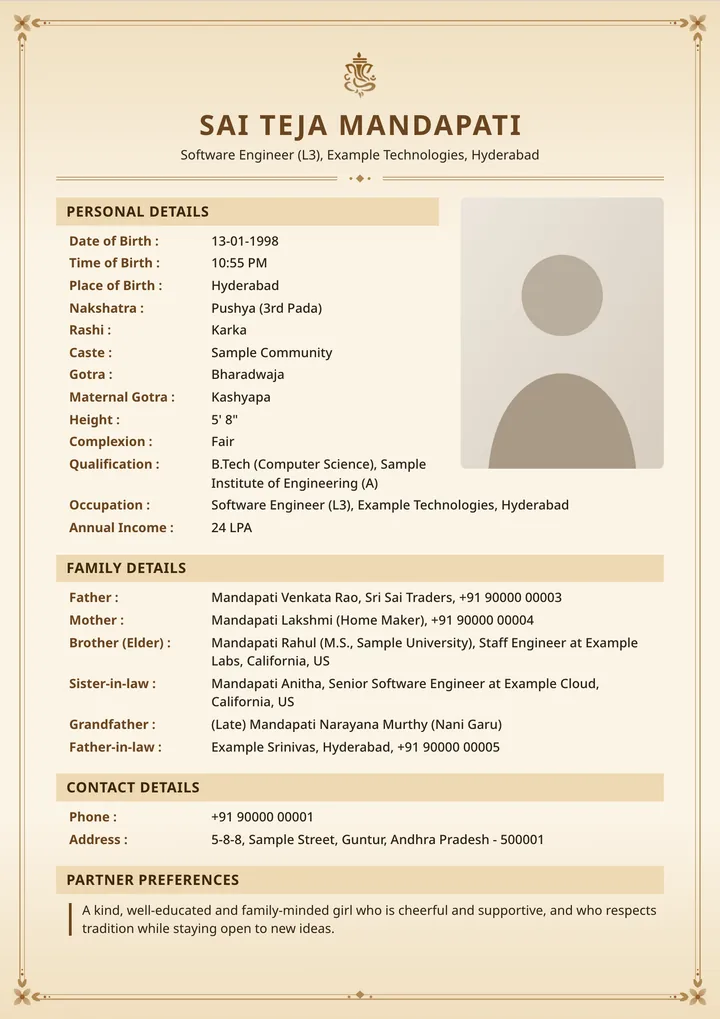 SAI TEJA MANDAPATI
Software Engineer (L3), Example Technologies, Hyderabad
PERSONAL DETAILS
Date of Birth : 13-01-1998
Time of Birth : 10:55 PM
Place of Birth : Hyderabad
Nakshatra : Pushya (3rd Pada)
Rashi : Karka
Caste : Sample Community
Gotra : Bharadwaja
Maternal Gotra : Kashyapa
Height : 5' 8"
Complexion : Fair
Qualification : B.Tech (Computer Science), Sample
Institute of Engineering (A)
Occupation : Software Engineer (L3), Example Technologies, Hyderabad
Annual Income : 24 LPA
FAMILY DETAILS
Father : Mandapati Venkata Rao, Sri Sai Traders, +91 90000 00003
Mother : Mandapati Lakshmi (Home Maker), +91 90000 00004
Brother (Elder) : Mandapati Rahul (M.S., Sample University), Staff Engineer at Example
Labs, California, US
Sister-in-law : Mandapati Anitha, Senior Software Engineer at Example Cloud,
California, US
Grandfather : (Late) Mandapati Narayana Murthy (Nani Garu)
Father-in-law : Example Srinivas, Hyderabad, +91 90000 00005
CONTACT DETAILS
Phone : +91 90000 00001
Address : 5-8-8, Sample Street, Guntur, Andhra Pradesh - 500001
PARTNER PREFERENCES
A kind, well-educated and family-minded girl who is cheerful and supportive, and who respects
tradition while staying open to new ideas.